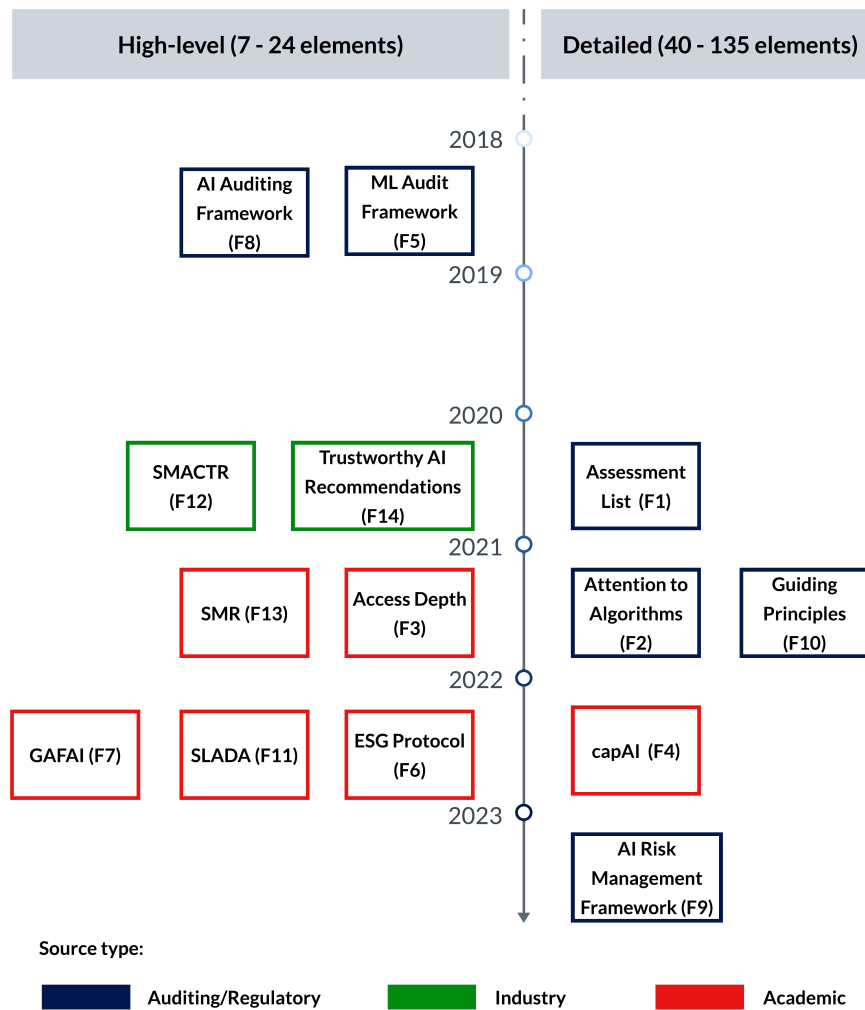 High-level (7 - 24 elements)
Detailed (40 - 135 elements)
2018
AI Auditing
Framework
(F8)
ML Audit
Framework
(F5)
2019
2020
SMACTR
(F12)
Trustworthy AI
Recommendations
(F14)
Assessment
List (F1)
2021
SMR (F13)
Access Depth
(F3)
Attention to
Algorithms
(F2)
Guiding
Principles
(F10)
2022
GAFAI (F7)
SLADA (F11)
ESG Protocol
(F6)
capAI (F4)
2023
AI Risk
Management
Framework (F9)
Source type:
Auditing/Regulatory
Industry
Academic